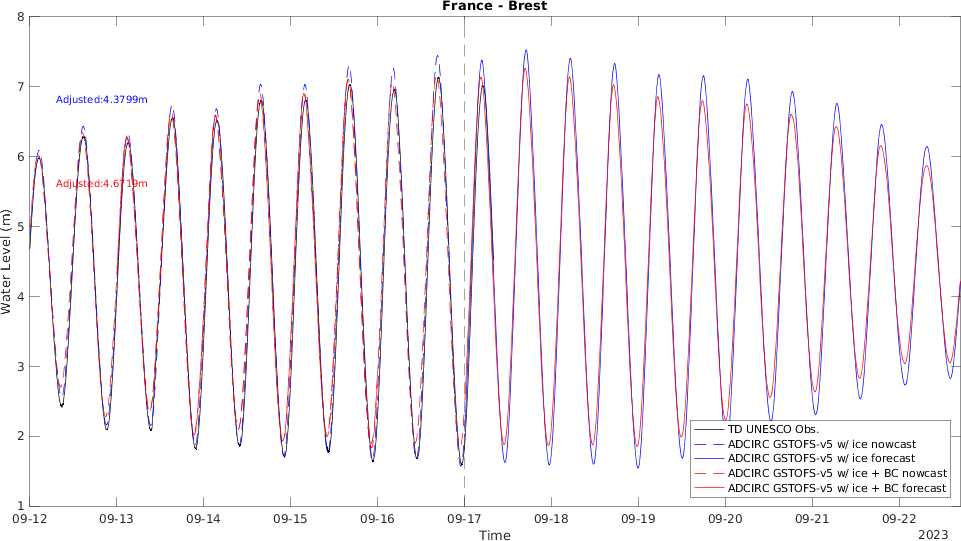 France - Brest
8
7
6
5
4
3
2
1
Water Level (m)
Adjusted:4.3799m
Adjusted:4.6719m
TD UNESCO Obs.
ADCIRC GSTOFS-v5 w/ ice nowcast
ADCIRC GSTOFS-v5 w/ ice forecast
ADCIRC GSTOFS-v5 w/ ice + BC nowcast
ADCIRC GSTOFS-v5 w/ ice + BC forecast
09-12 09-13 09-14 09-15 09-16 09-17 09-18 09-19 09-20 09-21 09-22
Time
2023